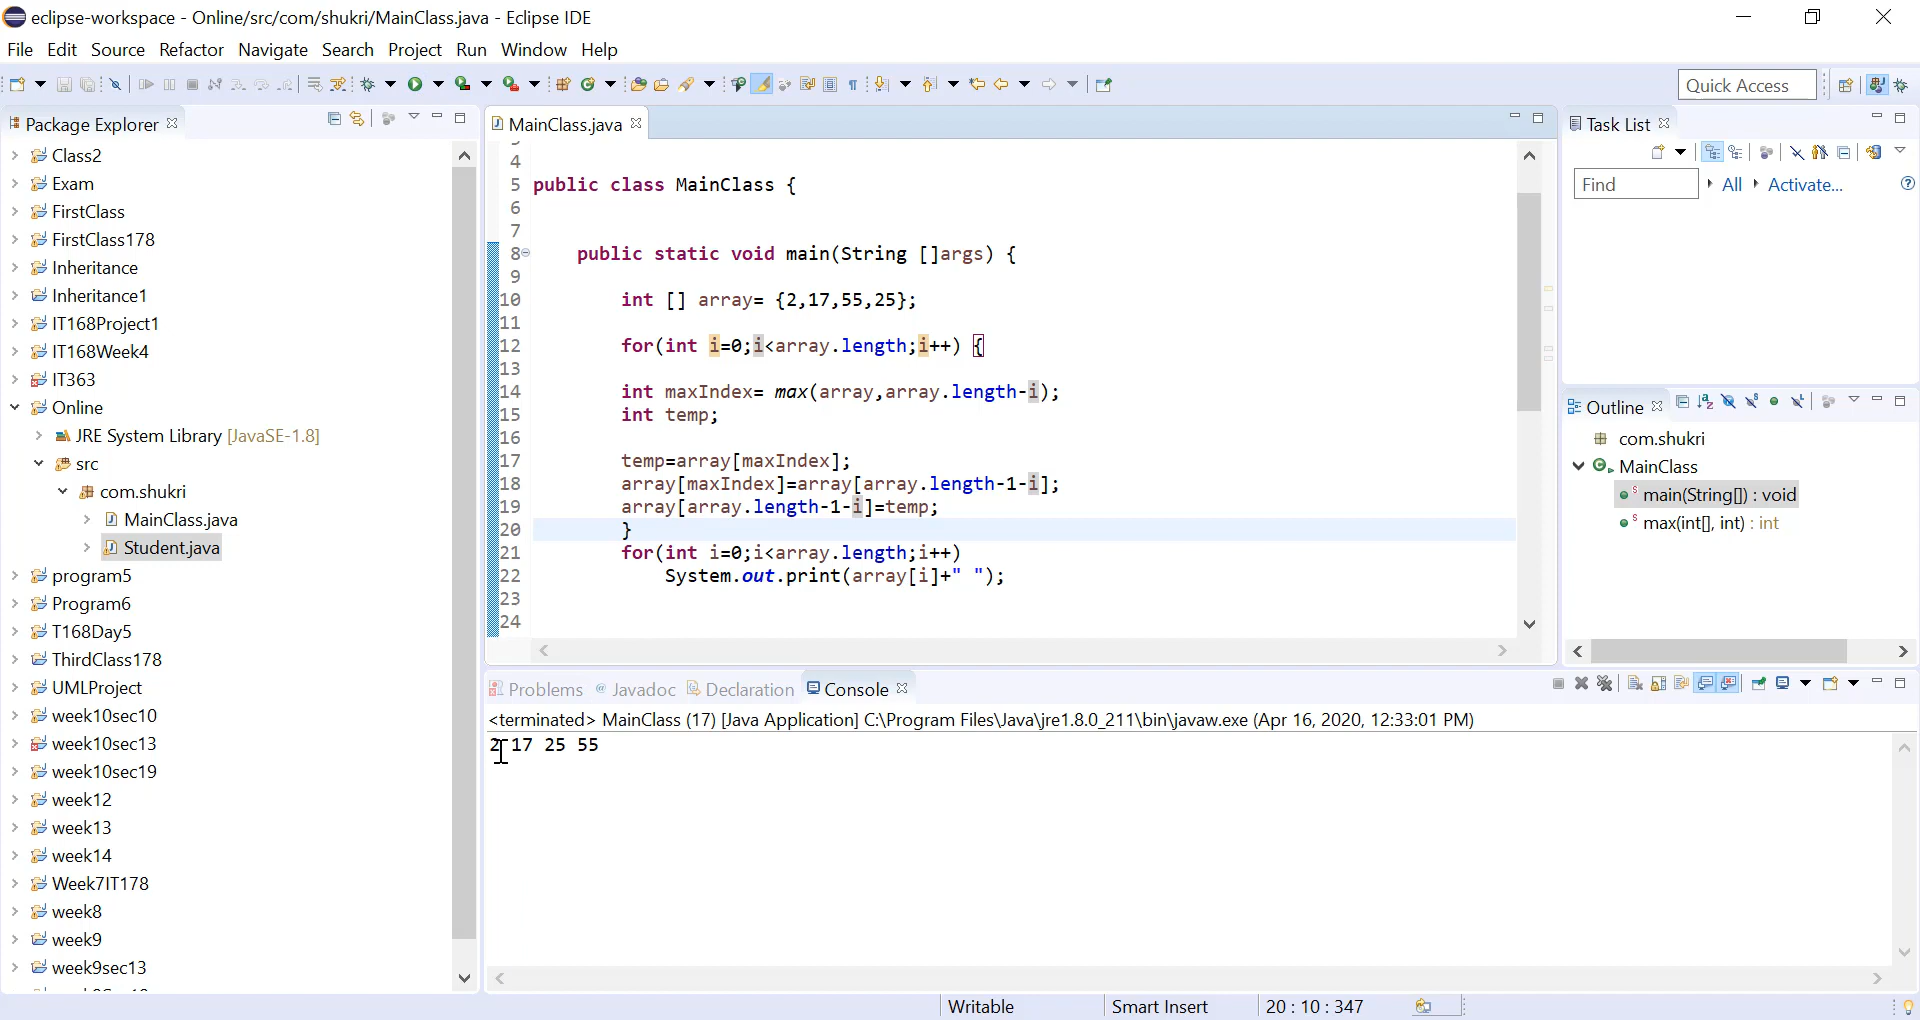 eclipse-workspace - Online/src/com/shukri/MainClass.java - Eclipse IDE
File Edit Source Refactor Navigate Search Project Run Window Help
Quick Access
Package Explorer
Class2
Exam
FirstClass
FirstClass178
Inheritance
Inheritance1
IT168Project1
IT168Week4
IT363
Online
JRE System Library [JavaSE-1.8]
src
com.shukri
MainClass.java
Student.java
program5
Program6
T168Day5
ThirdClass178
UMLProject
week10sec10
week10sec13
week10sec19
week12
week13
week14
Week7IT178
week8
week9
week9sec13
MainClass.java
4
5 public class MainClass {
6
7
8 public static void main(String []args) {
9
10 int [] array= {2,17,55,25};
11
12 for(int i=0;i<array.length;i++) {
13
14 int maxIndex= max(array,array.length-i);
15 int temp;
16
17 temp=array[maxIndex];
18 array[maxIndex]=array[array.length-1-i];
19 array[array.length-1-i]=temp;
20 }
21 for(int i=0;i<array.length;i++)
22 System.out.print(array[i]+" ");
23
24
Task List
Find All Activate...
Outline
com.shukri
MainClass
main(String[]) : void
max(int[], int) : int
Problems @ Javadoc Declaration Console
<terminated> MainClass (17) [Java Application] C:\Program Files\Java\jre1.8.0_211\bin\javaw.exe (Apr 16, 2020, 12:33:01 PM)
2 17 25 55
Writable Smart Insert 20 : 10 : 347